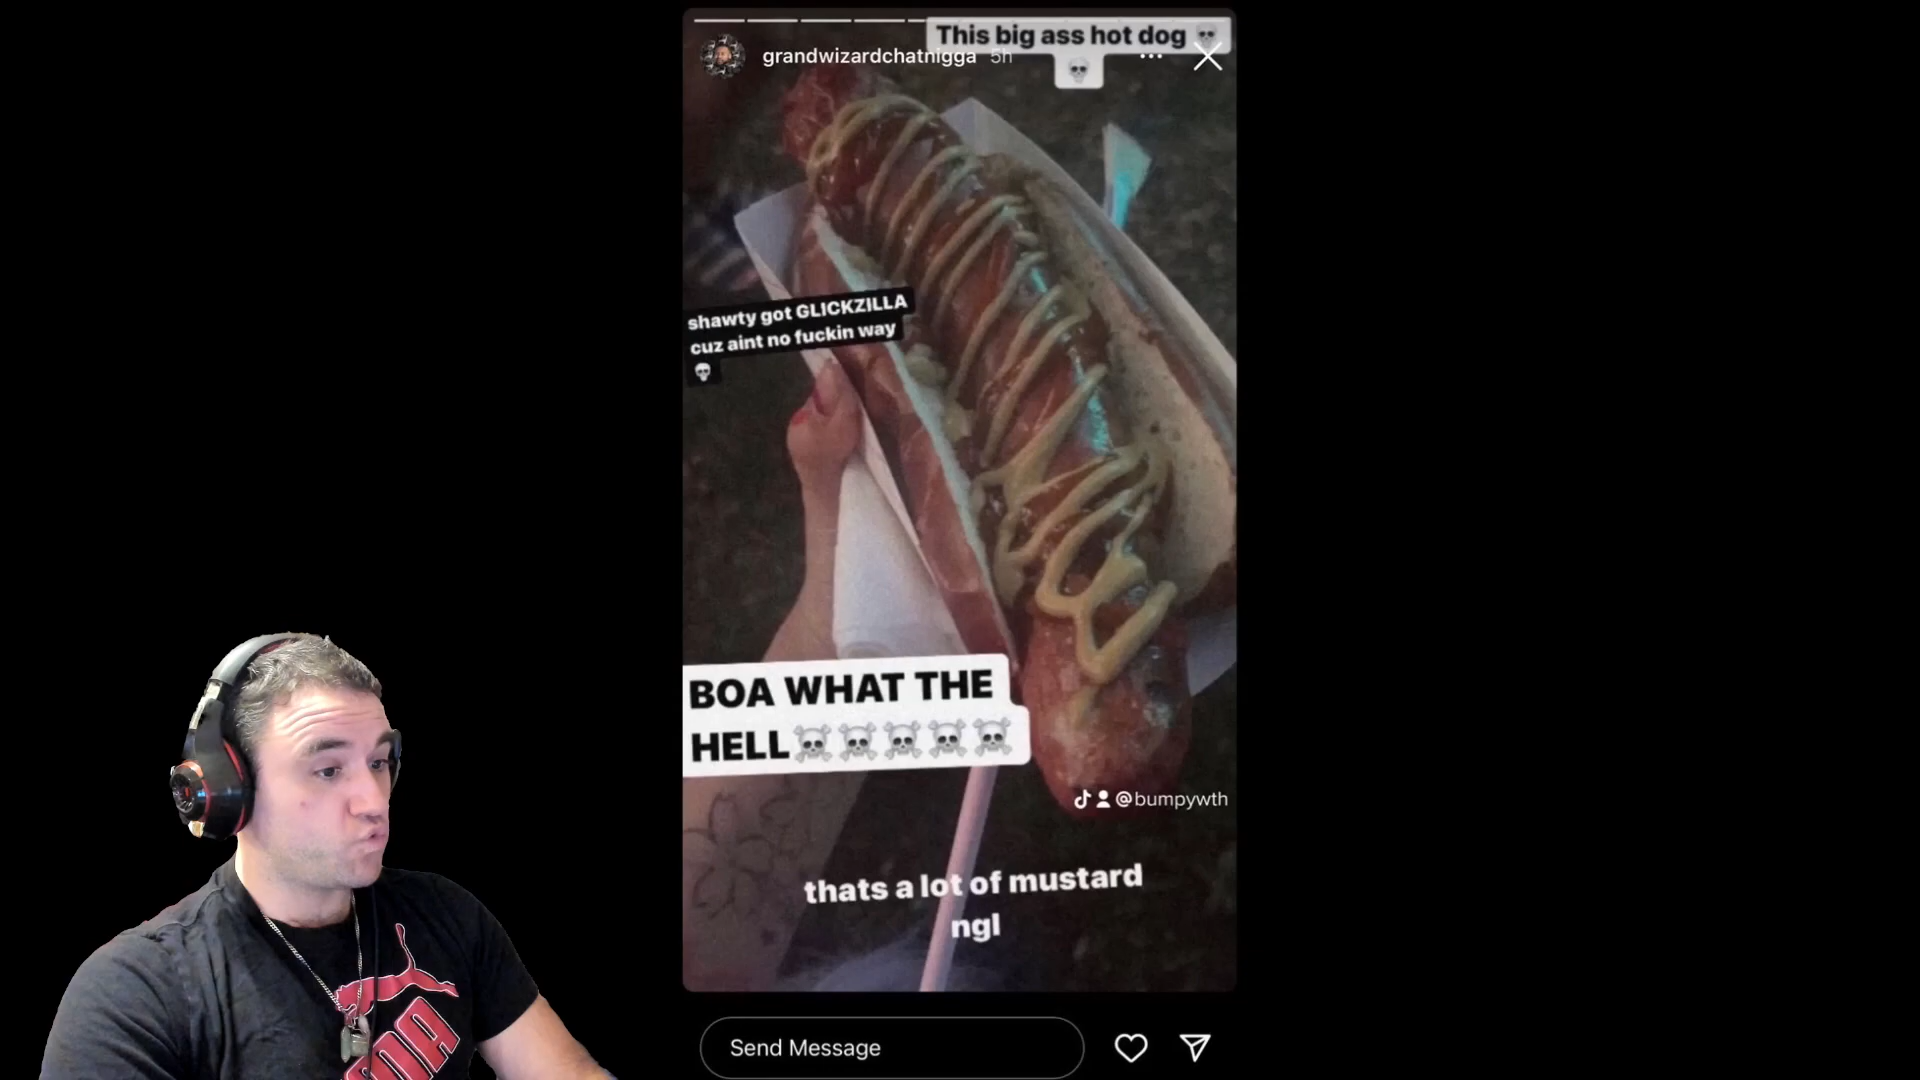 This big ass hot dog 💀
💀
grandwizardchatnigga 5h
shawty got GLICKZILLA
cuz aint no fuckin way
💀
BOA WHAT THE
HELL☠️☠️☠️☠️☠️
@bumpywth
thats a lot of mustard
ngl
Send Message